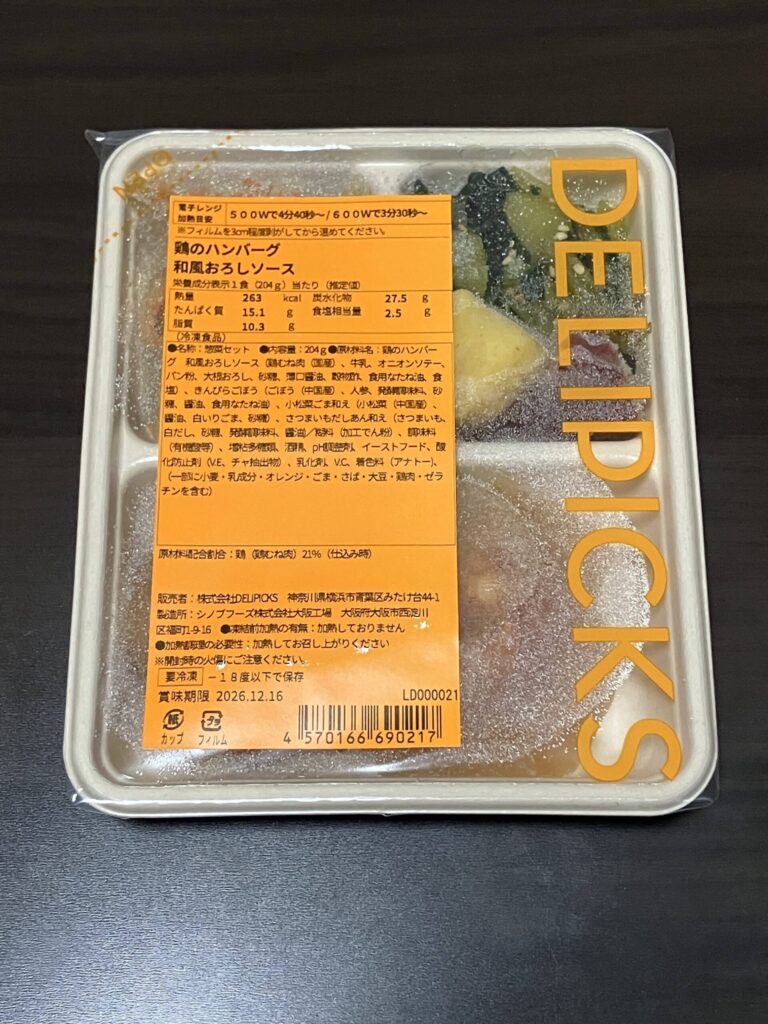 OPEN
DELIPICKS
電子レンジ
加熱目安
500Wで4分40秒～/600Wで3分30秒～
※フィルムを3cm程度剥がしてから温めてください。
鶏のハンバーグ
和風おろしソース
栄養成分表示1食（204g）当たり（推定値）
熱量 263 kcal 炭水化物 27.5 g
たんぱく質 15.1 g 食塩相当量 2.5 g
脂質 10.3 g
（冷凍食品）
●名称：惣菜セット ●内容量：204g●原材料名：鶏のハンバー
グ 和風おろしソース（鶏むね肉（国産）、牛乳、オニオンソテー、
パン粉、大根おろし、砂糖、薄口醤油、穀物酢、食用なたね油、食
塩）、きんぴらごぼう（ごぼう（中国産）、人参、発酵調味料、砂
糖、醤油、食用なたね油）、小松菜ごま和え（小松菜（中国産）、
醤油、白いりごま、砂糖）、さつまいもだしあん和え（さつまいも、
白だし、砂糖、発酵調味料、醤油）／糊料（加工でん粉）、調味料
（有機酸等）、増粘多糖類、酒精、pH調整剤、イーストフード、酸
化防止剤（V.E、チャ抽出物）、乳化剤、V.C、着色料（アナトー）、
（一部に小麦・乳成分・オレンジ・ごま・さば・大豆・鶏肉・ゼラ
チンを含む）
原材料配合割合：鶏（鶏むね肉）21％（仕込み時）
販売者：株式会社DELIPICKS 神奈川県横浜市青葉区みたけ台44-1
製造所：シノブフーズ株式会社大阪工場 大阪府大阪市西淀川
区福町1-9-16 ●凍結前加熱の有無：加熱しておりません
●加熱調理の必要性：加熱してお召し上がりください
※開封時の火傷にご注意ください。
要冷凍 －18度以下で保存
賞味期限 2026.12.16 LD000021
紙 プラ
カップ フィルム
4 570166 690217